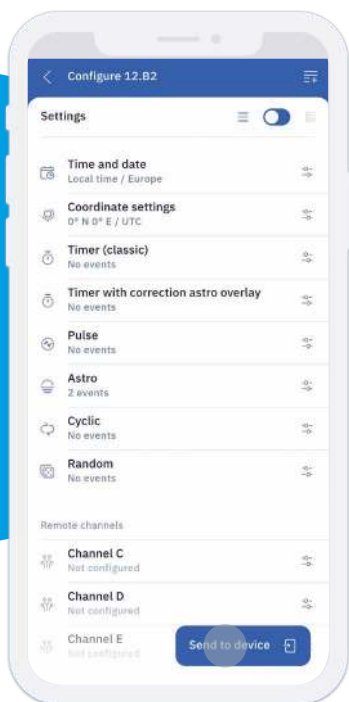 Configure 12.B2
Settings
Time and date
Local time / Europe
Coordinate settings
0° N 0° E / UTC
Timer (classic)
No events
Timer with correction astro overlay
No events
Pulse
No events
Astro
2 events
Cyclic
No events
Random
No events
Remote channels
Channel C
Not configured
Channel D
Not configured
Channel E
Not configured
Send to device